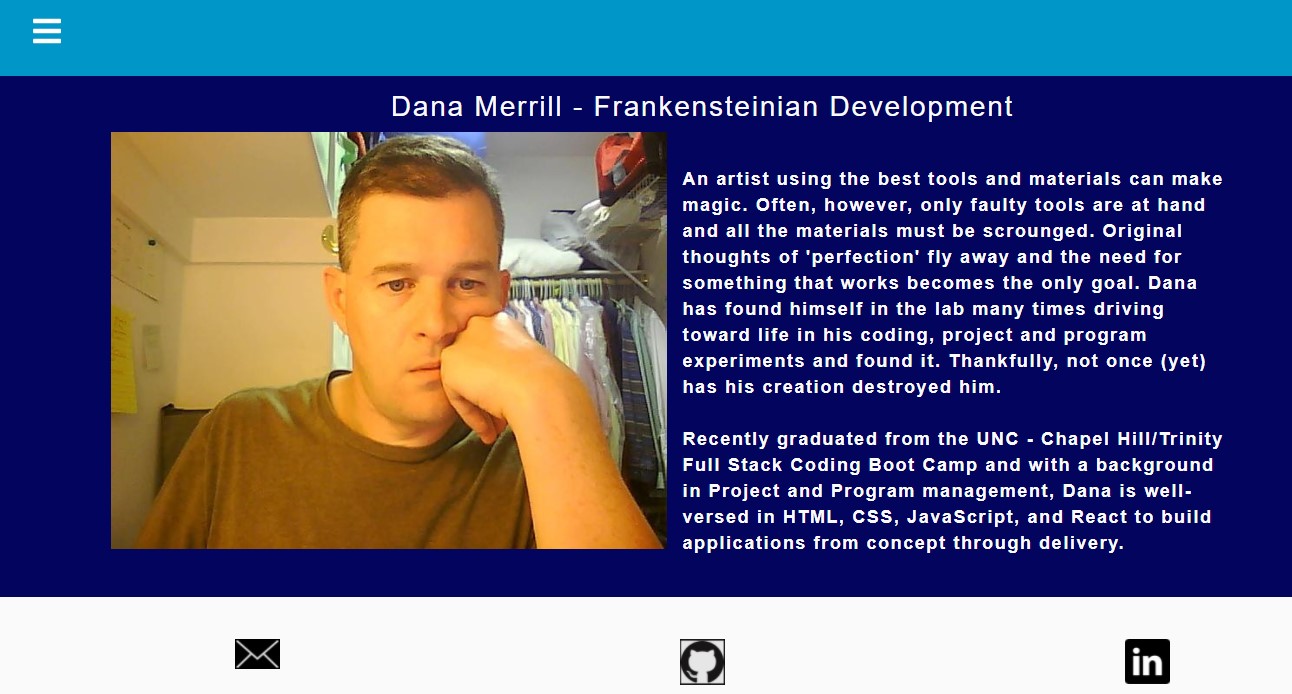 Dana Merrill - Frankensteinian Development
An artist using the best tools and materials can make
magic. Often, however, only faulty tools are at hand
and all the materials must be scrounged. Original
thoughts of 'perfection' fly away and the need for
something that works becomes the only goal. Dana
has found himself in the lab many times driving
toward life in his coding, project and program
experiments and found it. Thankfully, not once (yet)
has his creation destroyed him.
Recently graduated from the UNC - Chapel Hill/Trinity
Full Stack Coding Boot Camp and with a background
in Project and Program management, Dana is well-
versed in HTML, CSS, JavaScript, and React to build
applications from concept through delivery.
in